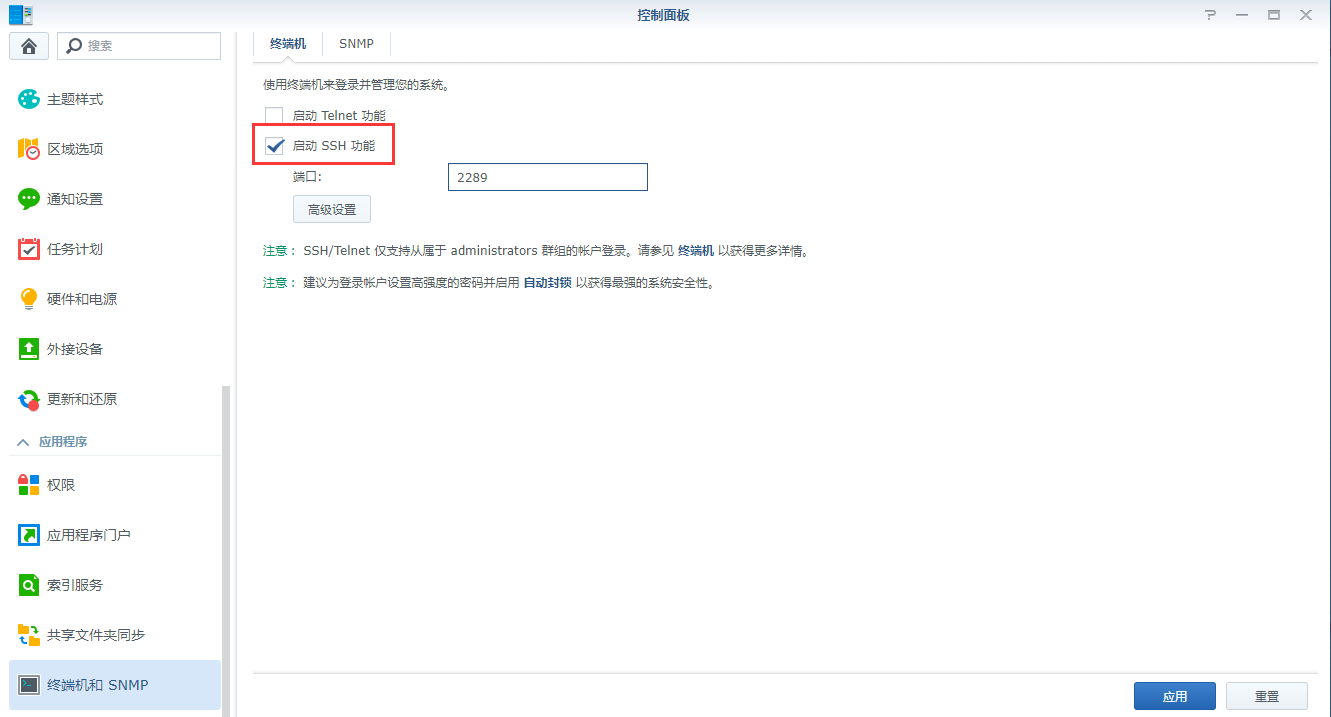 控制面板
搜索
主题样式
区域选项
通知设置
任务计划
硬件和电源
外接设备
更新和还原
应用程序
权限
应用程序门户
索引服务
共享文件夹同步
终端机和 SNMP
终端机
SNMP
使用终端机来登录并管理您的系统。
启动 Telnet 功能
启动 SSH 功能
端口:
2289
高级设置
注意： SSH/Telnet 仅支持从属于 administrators 群组的帐户登录。请参见 终端机 以获得更多详情。
注意： 建议为登录帐户设置高强度的密码并启用 自动封锁 以获得最强的系统安全性。
应用
重置